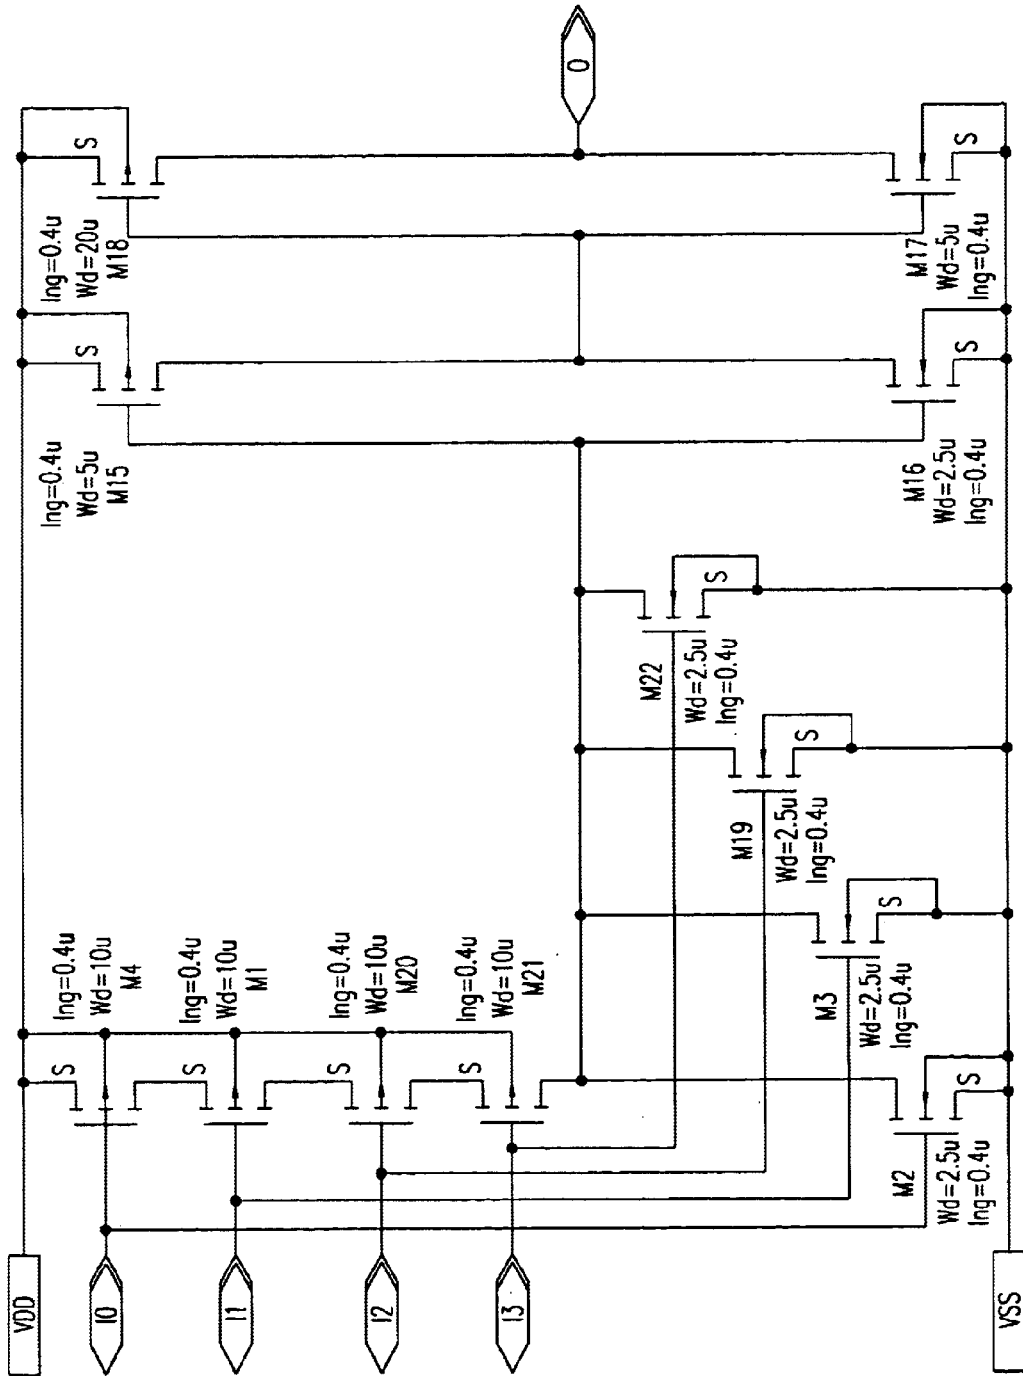 VDD
I0
I1
I2
I3
VSS
S
lng=0.4u
Wd=10u
M4
S
lng=0.4u
Wd=10u
M1
S
lng=0.4u
Wd=10u
M20
S
lng=0.4u
Wd=10u
M21
M2
Wd=2.5u
lng=0.4u
S
M3
Wd=2.5u
lng=0.4u
S
M19
Wd=2.5u
lng=0.4u
S
M22
Wd=2.5u
lng=0.4u
S
lng=0.4u
Wd=5u
M15
S
M16
Wd=2.5u
lng=0.4u
S
lng=0.4u
Wd=20u
M18
S
M17
Wd=5u
lng=0.4u
S
O